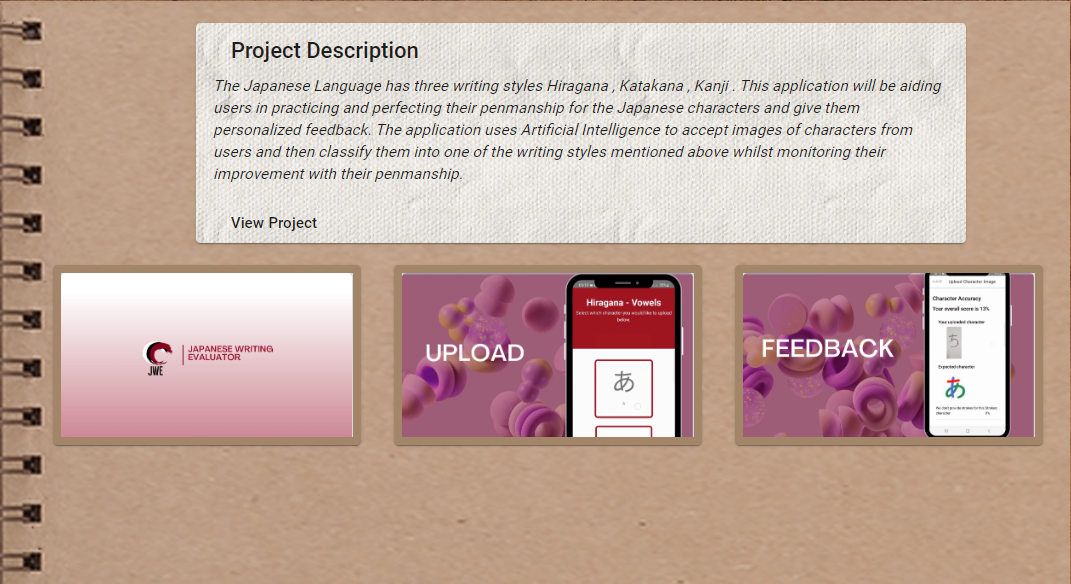 Project Description
The Japanese Language has three writing styles Hiragana , Katakana , Kanji . This application will be aiding
users in practicing and perfecting their penmanship for the Japanese characters and give them
personalized feedback. The application uses Artificial Intelligence to accept images of characters from
users and then classify them into one of the writing styles mentioned above whilst monitoring their
improvement with their penmanship.
View Project
JWE
JAPANESE WRITING
EVALUATOR
UPLOAD
Hiragana - Vowels
Select which character you would like to upload
below.
あ
A
FEEDBACK
Upload Character Image
Character Accuracy
Your overall score is 13%
Your uploaded character
Expected character
あ